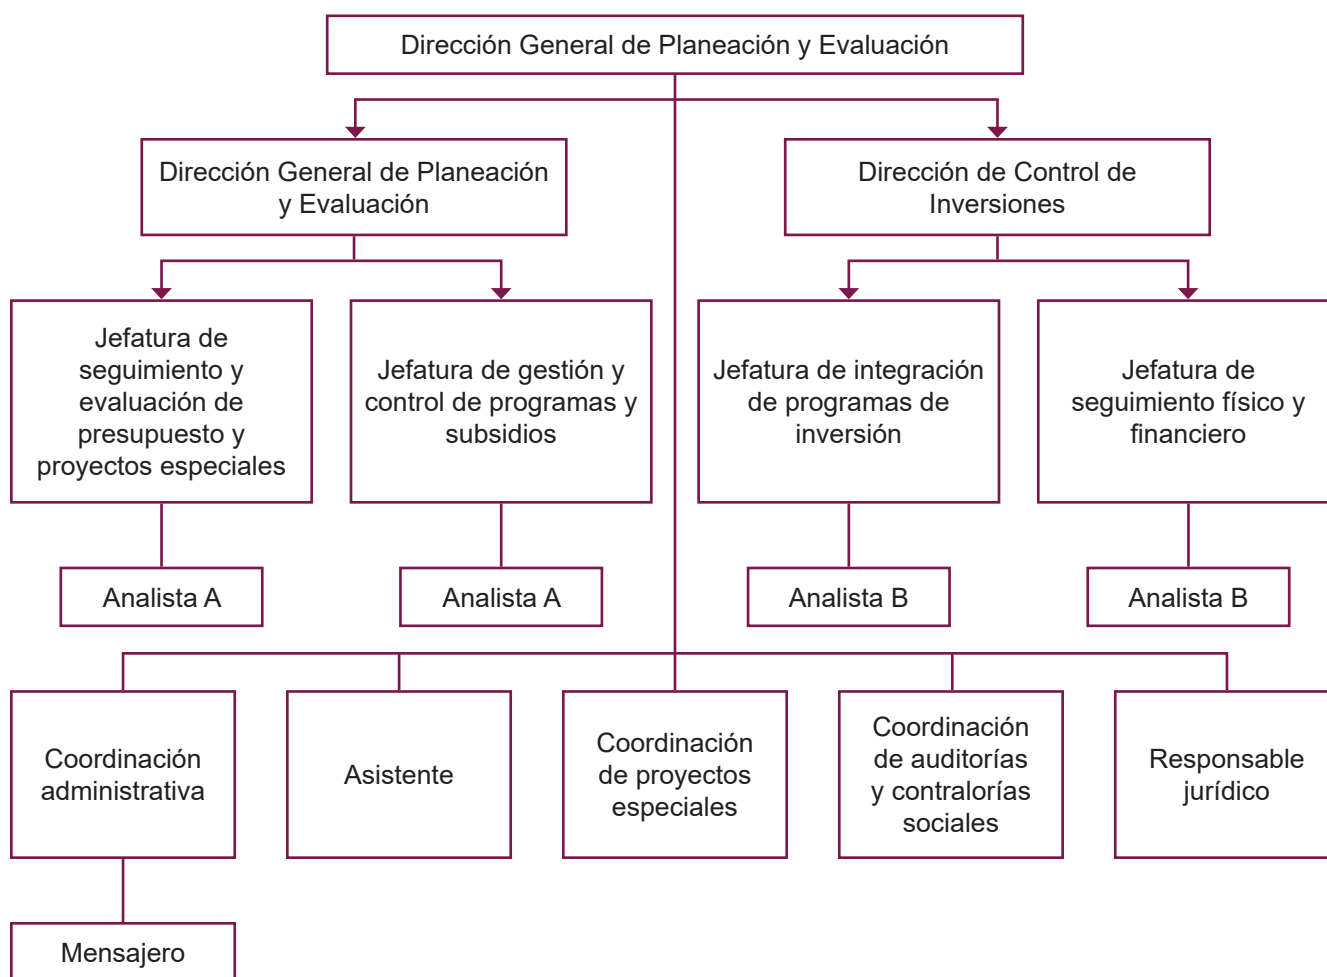 Dirección General de Planeación y Evaluación
Dirección General de Planeación
y Evaluación
Dirección de Control de
Inversiones
Jefatura de
seguimiento y
evaluación de
presupuesto y
proyectos especiales
Jefatura de gestión y
control de programas y
subsidios
Jefatura de integración
de programas de
inversión
Jefatura de
seguimiento físico y
financiero
Analista A
Analista A
Analista B
Analista B
Coordinación
administrativa
Asistente
Coordinación
de proyectos
especiales
Coordinación
de auditorías
y contralorías
sociales
Responsable
jurídico
Mensajero